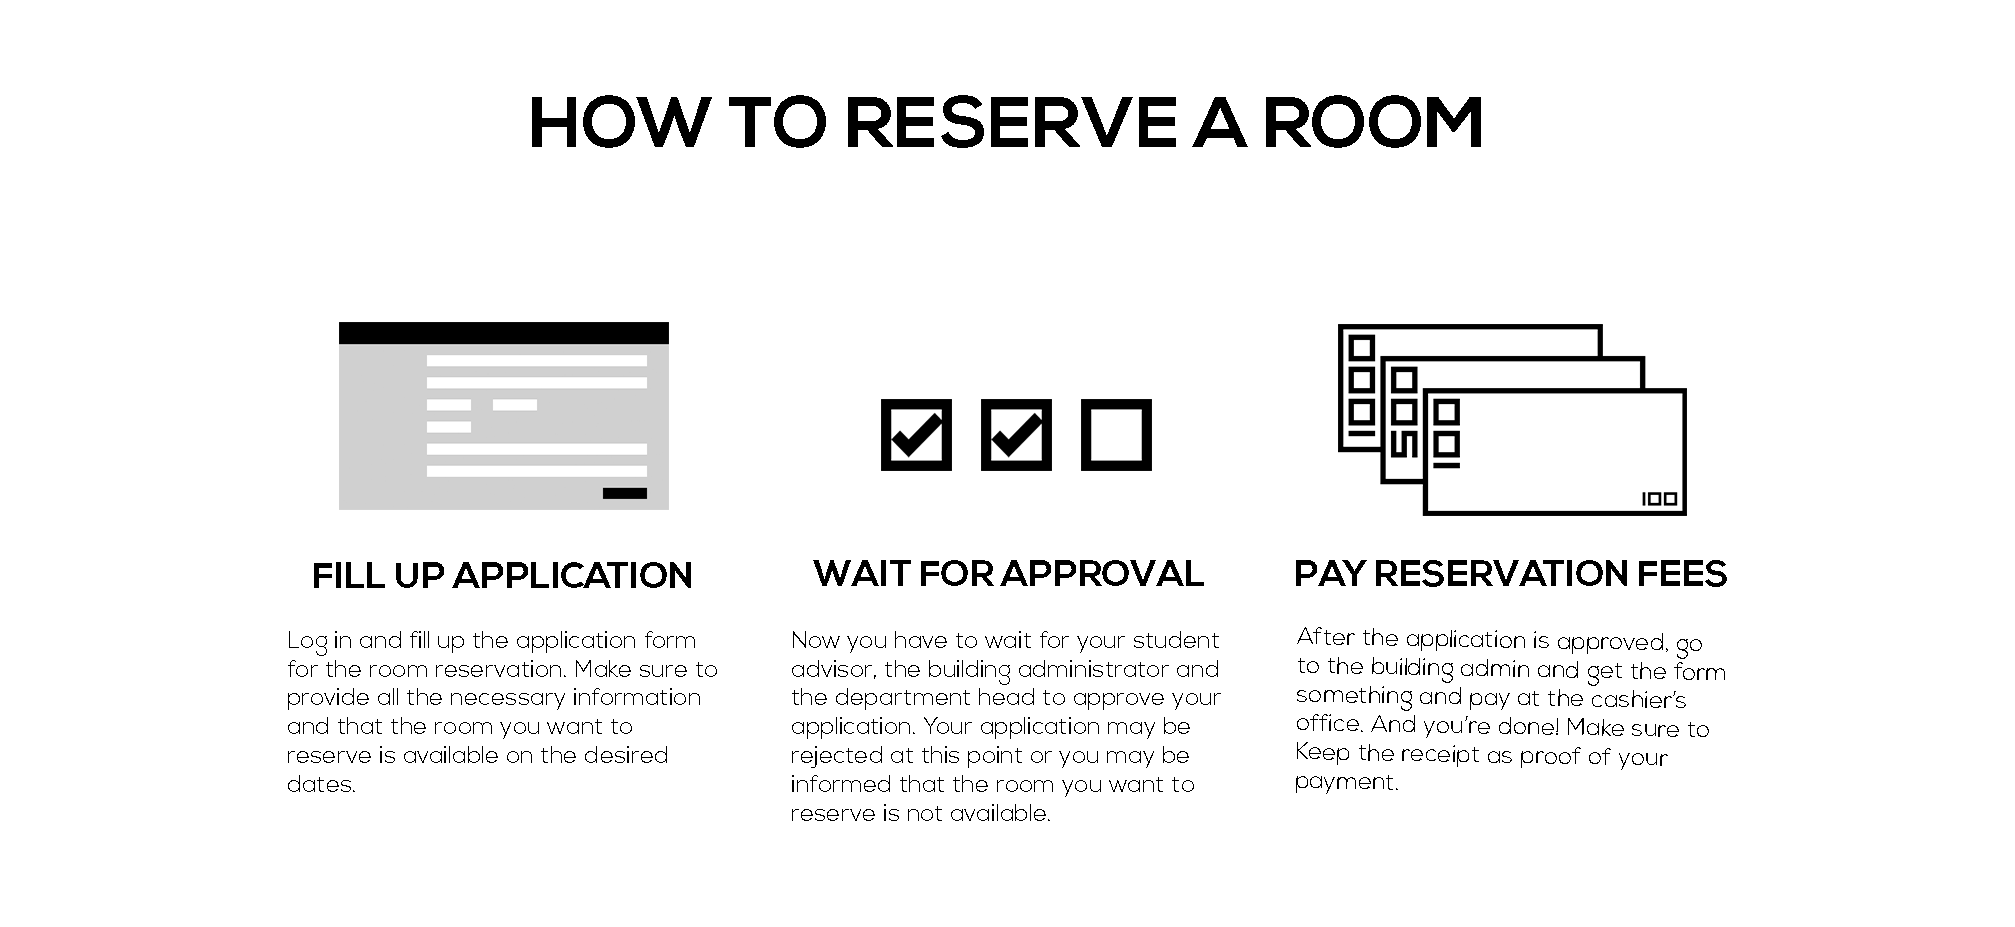 HOW TO RESERVE A ROOM
100
FILL UP APPLICATION
Log in and fill up the application form
for the room reservation. Make sure to
provide all the necessary information
and that the room you want to
reserve is available on the desired
dates.
WAIT FOR APPROVAL
Now you have to wait for your student
advisor, the building administrator and
the department head to approve your
application. Your application may be
rejected at this point or you may be
informed that the room you want to
reserve is not available.
PAY RESERVATION FEES
After the application is approved, go
to the building admin and get the form
something and pay at the cashier's
office. And you're done! Make sure to
Keep the receipt as proof of your
payment.